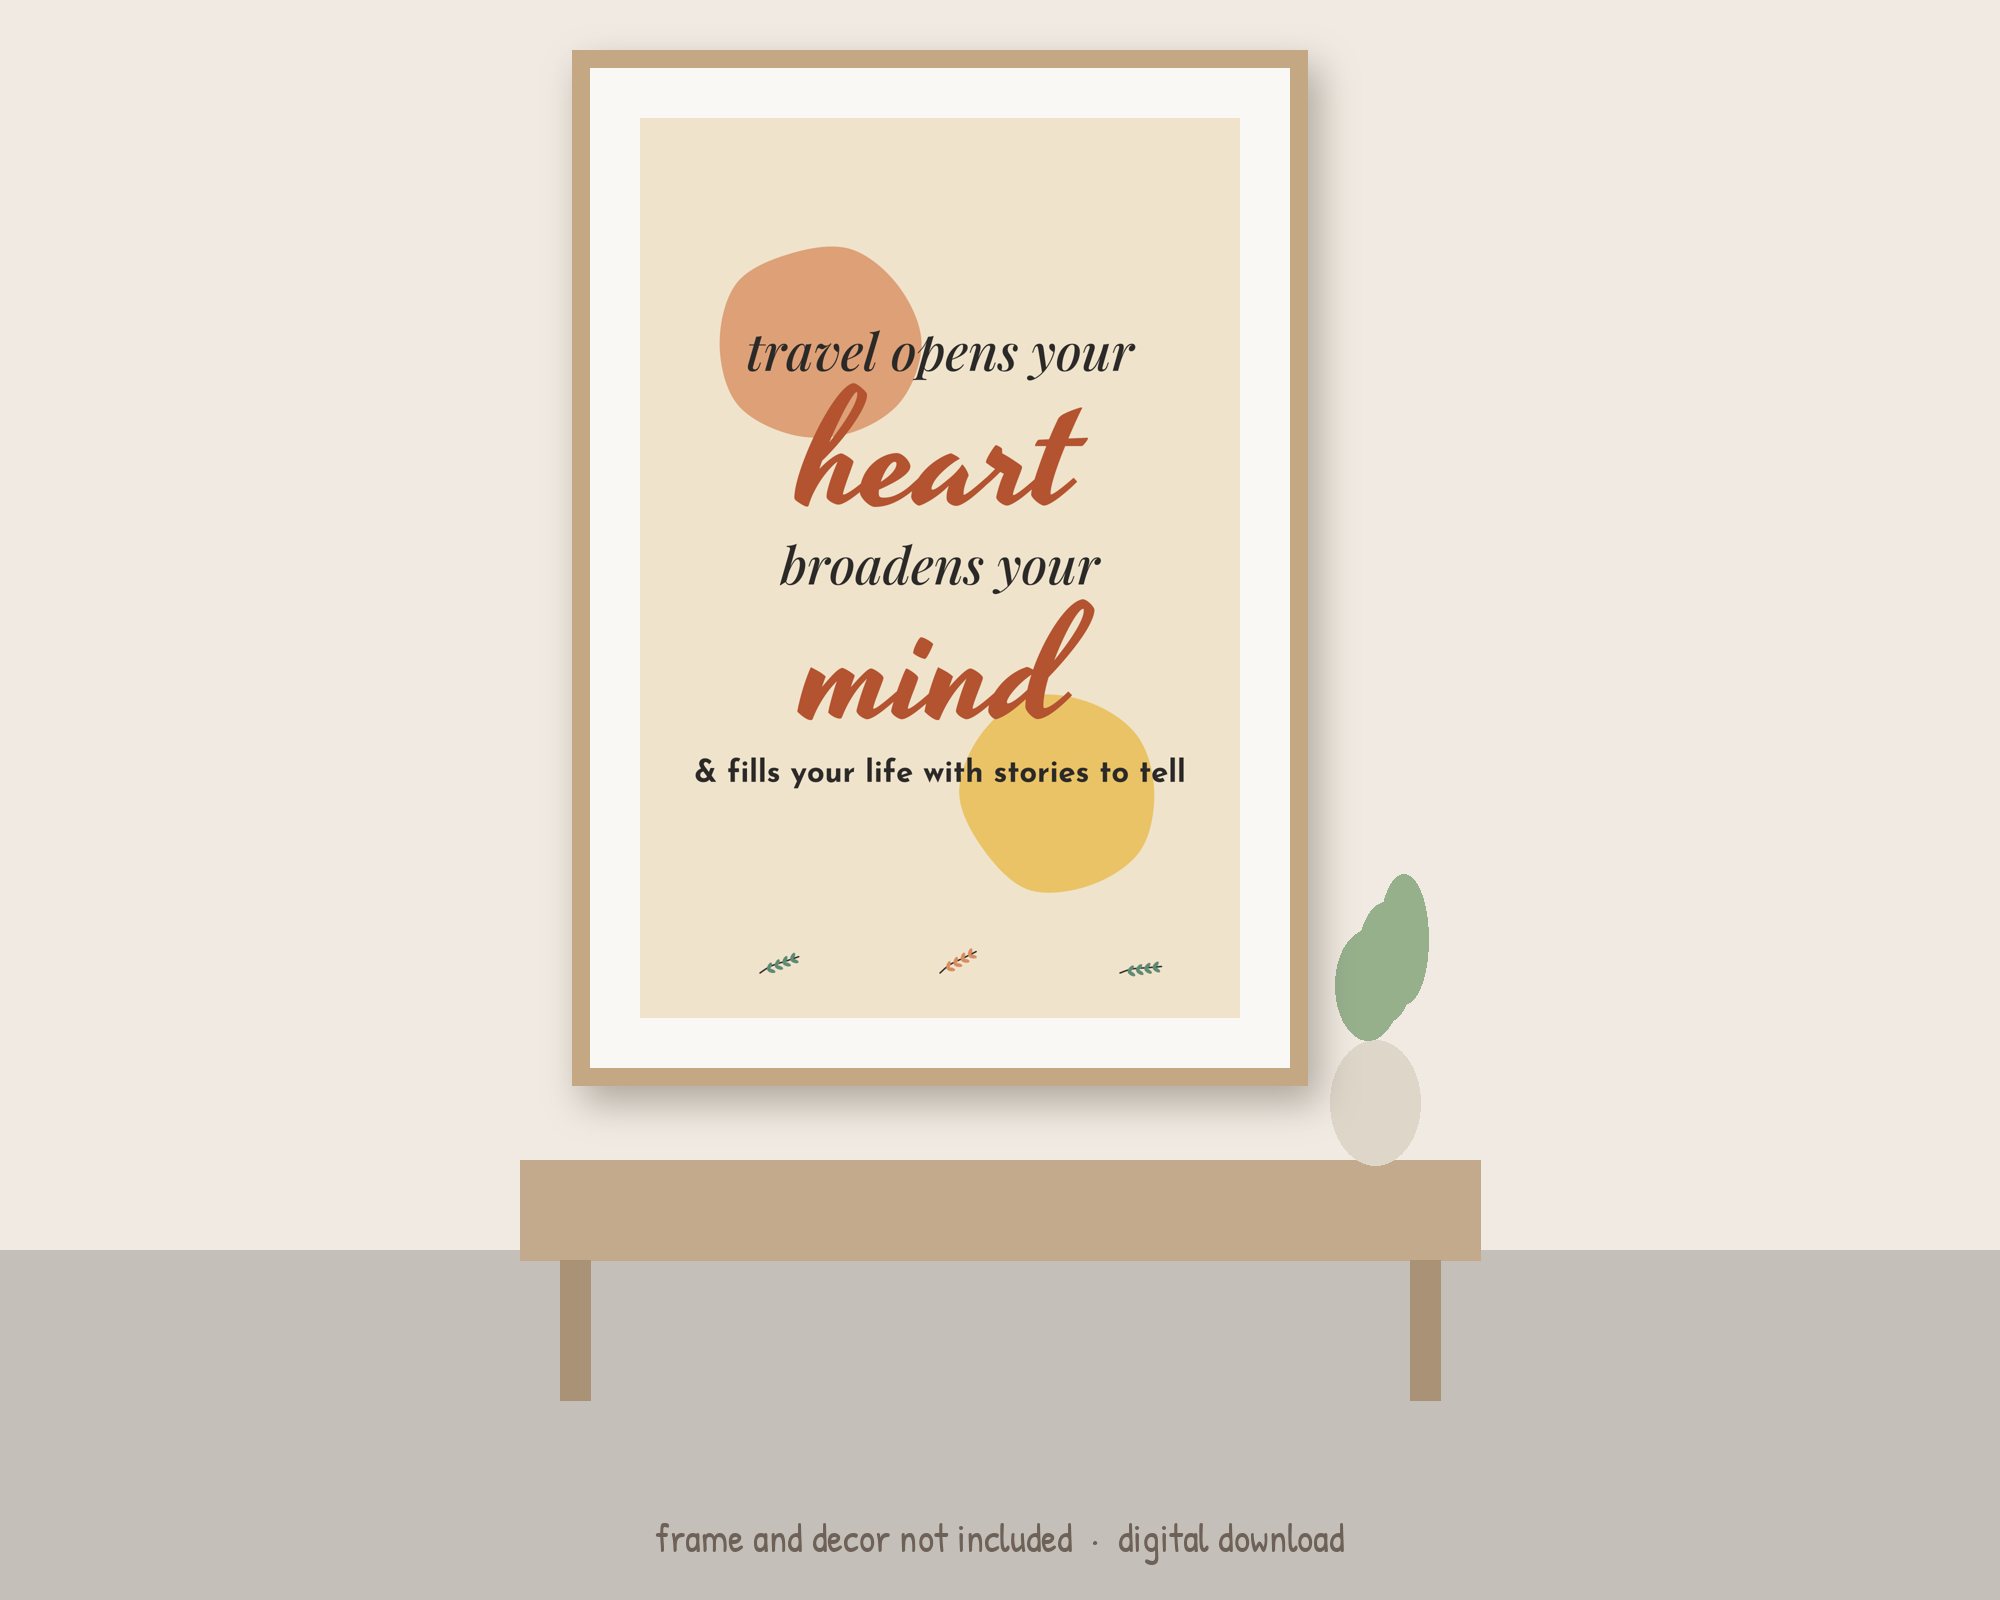 travel opens your
heart
broadens your
mind
& fills your life with stories to tell
frame and decor not included · digital download